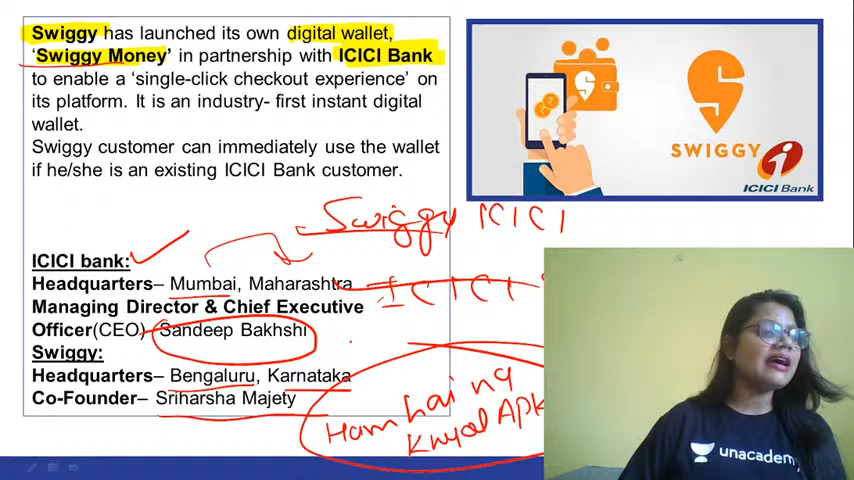 Swiggy has launched its own digital wallet,
‘Swiggy Money’ in partnership with ICICI Bank
to enable a ‘single-click checkout experience’ on
its platform. It is an industry- first instant digital
wallet.
Swiggy customer can immediately use the wallet
if he/she is an existing ICICI Bank customer.
SWIGGY
ICICI Bank
Swiggy ICICI
ICICI bank:
Headquarters– Mumbai, Maharashtra
ICICI
Managing Director & Chief Executive
Officer(CEO)– Sandeep Bakhshi
Swiggy:
Headquarters– Bengaluru, Karnataka
Co-Founder– Sriharsha Majety
Ham hai na
Khyal Apk
unacademy